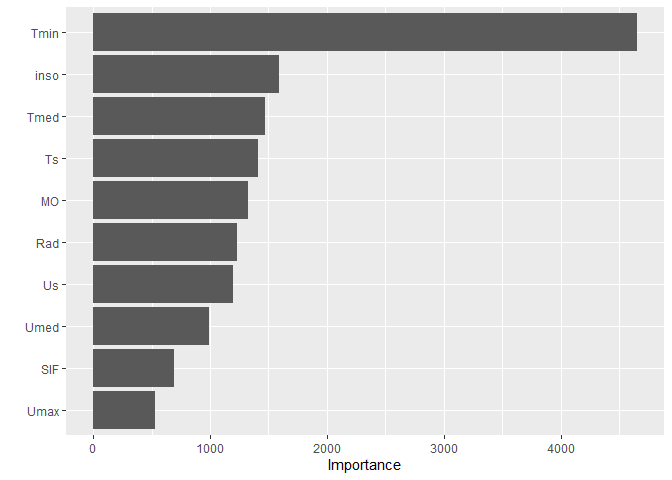 Tmin
inso
Tmed
Ts
MO
Rad
Us
Umed
SIF
Umax
0 1000 2000 3000 4000
Importance